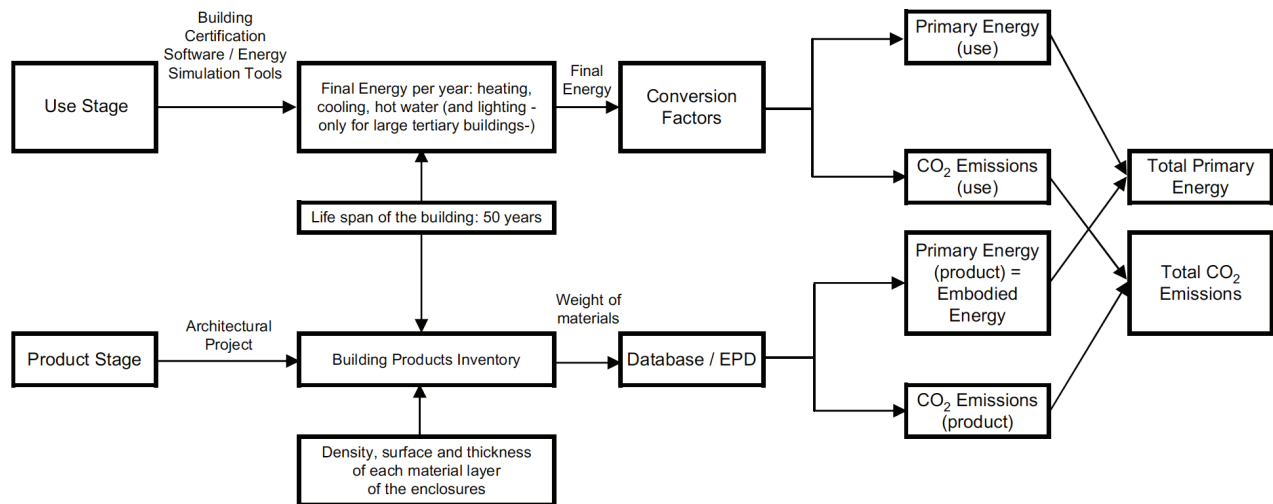 Building
Certification
Software / Energy
Simulation Tools
Use Stage
Final Energy per year: heating,
cooling, hot water (and lighting -
only for large tertiary buildings-)
Final
Energy
Conversion
Factors
Primary Energy
(use)
CO₂ Emissions
(use)
Total Primary
Energy
Life span of the building: 50 years
Primary Energy
(product) =
Embodied
Energy
Total CO₂
Emissions
Product Stage
Architectural
Project
Building Products Inventory
Weight of
materials
Database / EPD
CO₂ Emissions
(product)
Density, surface and thickness
of each material layer
of the enclosures